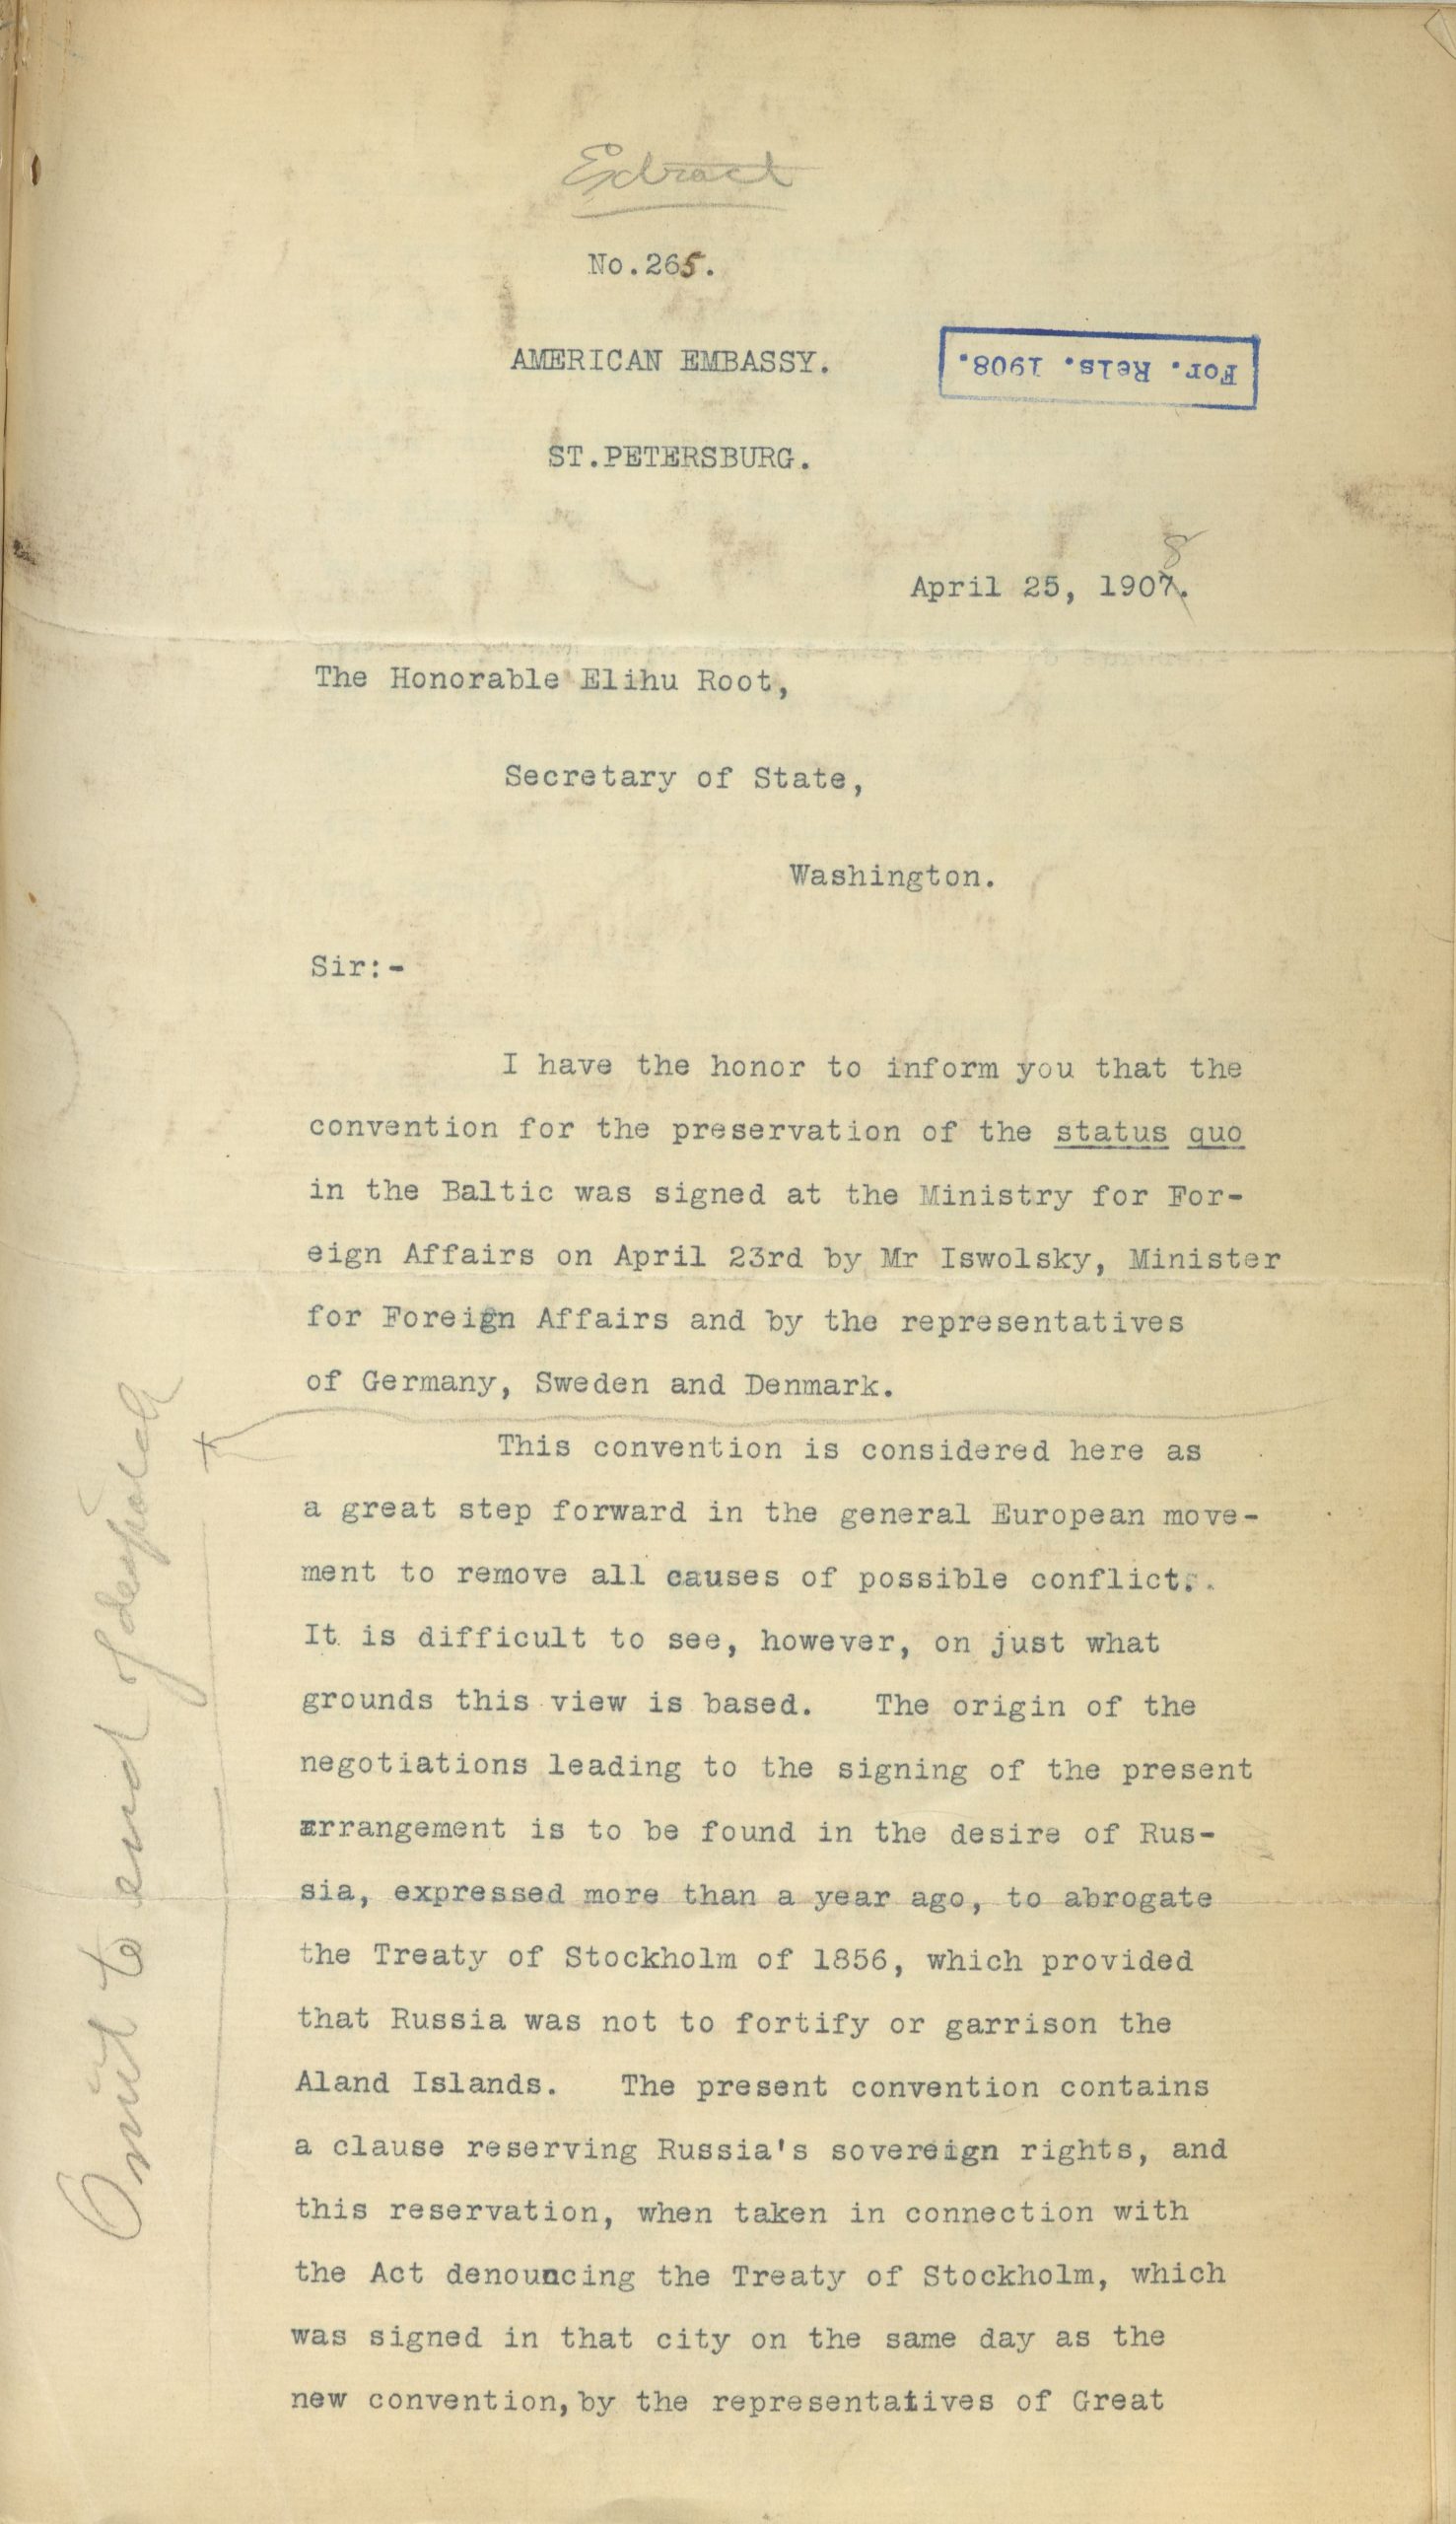 Extract
No.265.
AMERICAN EMBASSY.
For. Rels. 1908.
ST.PETERSBURG.
8
April 25, 1907.
The Honorable Elihu Root,
Secretary of State,
Washington.
Sir:-
I have the honor to inform you that the
convention for the preservation of the status quo
in the Baltic was signed at the Ministry for For-
eign Affairs on April 23rd by Mr Iswolsky, Minister
for Foreign Affairs and by the representatives
of Germany, Sweden and Denmark.
This convention is considered here as
a great step forward in the general European move-
ment to remove all causes of possible conflict..
It is difficult to see, however, on just what
grounds this view is based. The origin of the
negotiations leading to the signing of the present
arrangement is to be found in the desire of Rus-
sia, expressed more than a year ago, to abrogate
the Treaty of Stockholm of 1856, which provided
that Russia was not to fortify or garrison the
Aland Islands. The present convention contains
a clause reserving Russia's sovereign rights, and
this reservation, when taken in connection with
the Act denouncing the Treaty of Stockholm, which
was signed in that city on the same day as the
new convention,by the representatives of Great
Omit to end of despatch